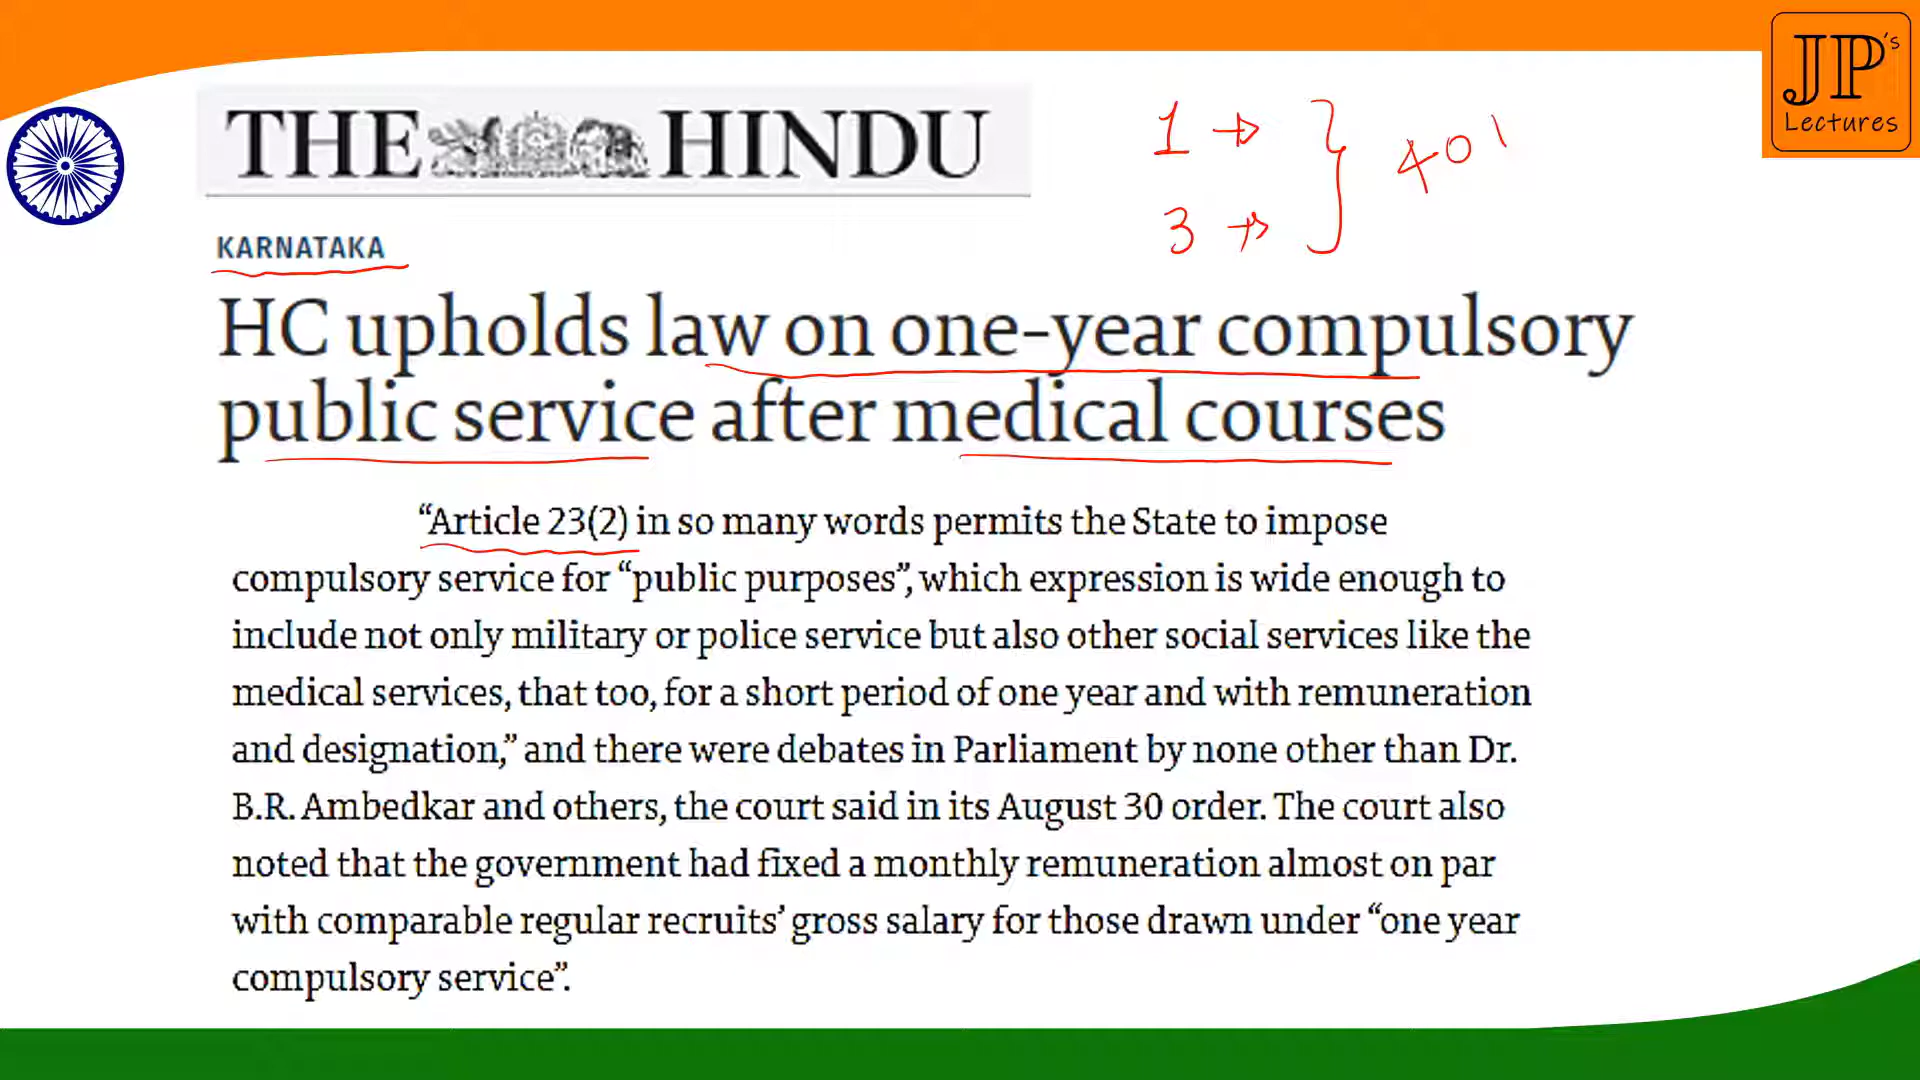 JP's
Lectures
THE HINDU
1 →
3 →
401
KARNATAKA
HC upholds law on one-year compulsory
public service after medical courses
“Article 23(2) in so many words permits the State to impose
compulsory service for “public purposes”, which expression is wide enough to
include not only military or police service but also other social services like the
medical services, that too, for a short period of one year and with remuneration
and designation,” and there were debates in Parliament by none other than Dr.
B.R. Ambedkar and others, the court said in its August 30 order. The court also
noted that the government had fixed a monthly remuneration almost on par
with comparable regular recruits’ gross salary for those drawn under “one year
compulsory service”.